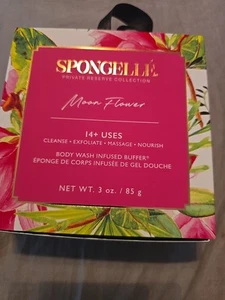 SPONGELLÉ
PRIVATE RESERVE COLLECTION
Moon Flower
14+ USES
CLEANSE • EXFOLIATE • MASSAGE • NOURISH
BODY WASH INFUSED BUFFER®
ÉPONGE DE CORPS INFUSÉE DE GEL DOUCHE
NET WT. 3 oz. / 85 g